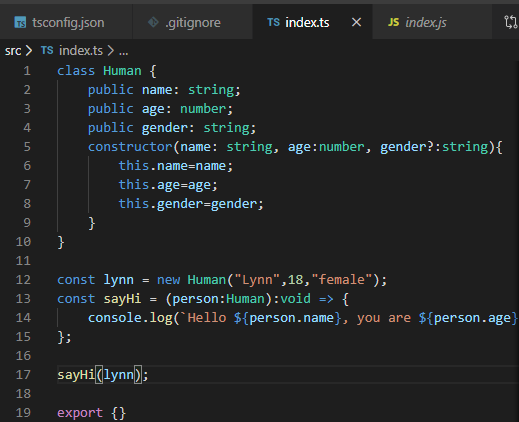 TS tsconfig.json .gitignore TS index.ts × JS index.js
src > TS index.ts > ...
1 class Human {
2 public name: string;
3 public age: number;
4 public gender: string;
5 constructor(name: string, age:number, gender?:string){
6 this.name=name;
7 this.age=age;
8 this.gender=gender;
9 }
10 }
11
12 const lynn = new Human("Lynn",18,"female");
13 const sayHi = (person:Human):void => {
14 console.log(`Hello ${person.name}, you are ${person.age}
15 };
16
17 sayHi(lynn);
18
19 export {}